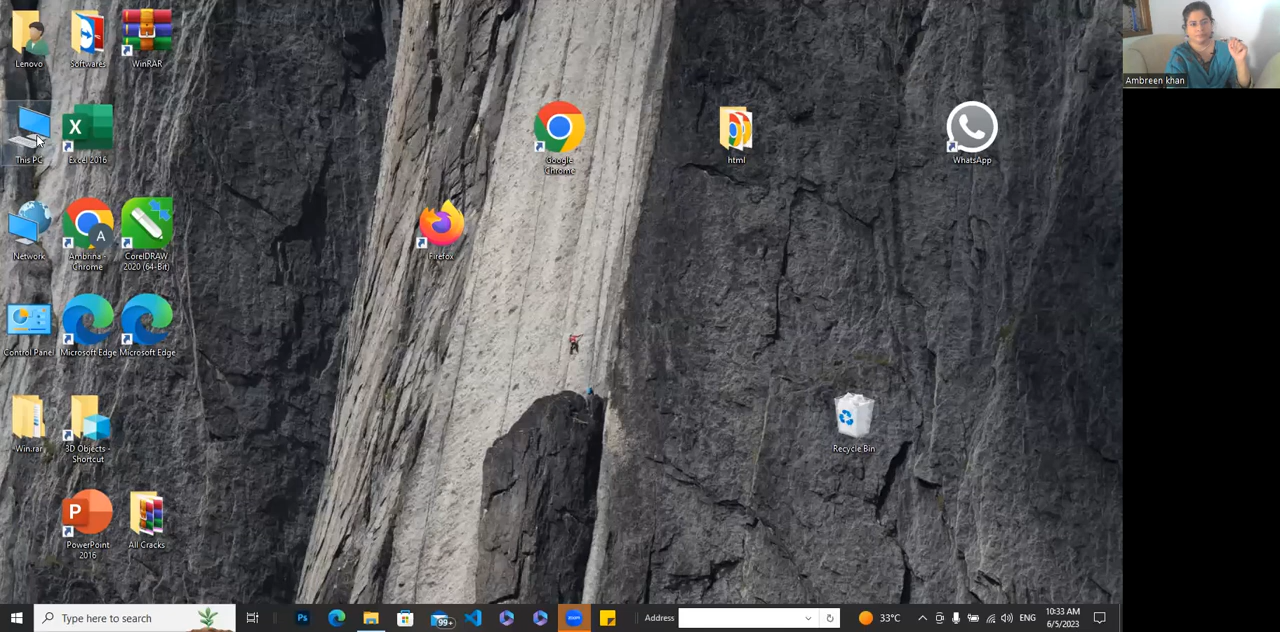 Lenovo
Softwares
WinRAR
Ambreen khan
This PC
Excel 2016
Google
Chrome
html
WhatsApp
Network
Ambrina -
Chrome
CorelDRAW
2020 (64-Bit)
Firefox
Control Panel
Microsoft Edge
Microsoft Edge
Win.rar
3D Objects -
Shortcut
Recycle Bin
PowerPoint
2016
All Cracks
Type here to search
99+
Address
33°C
ENG
10:33 AM
6/5/2023